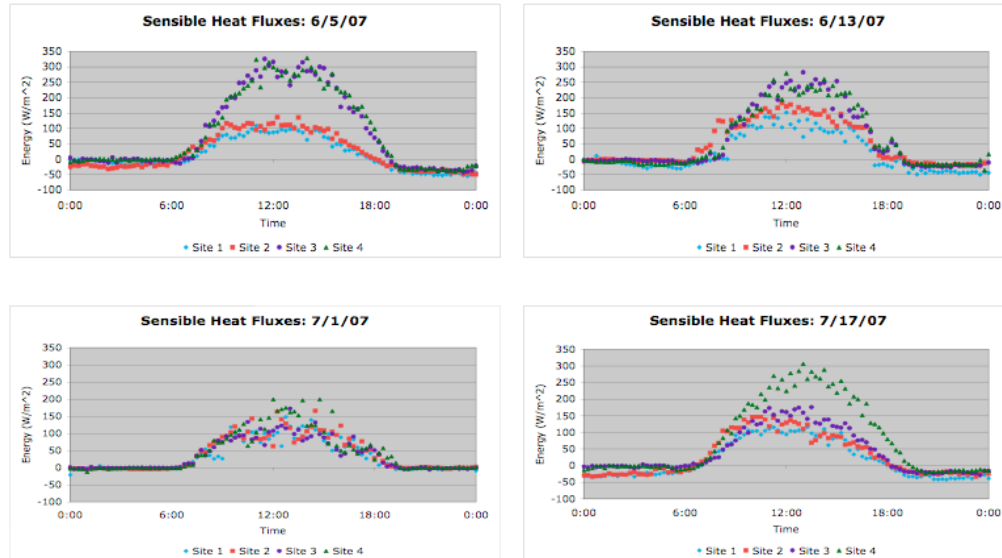 Sensible Heat Fluxes: 6/5/07
350
300
250
200
150
100
50
0
-50
-100
Energy (W/m^2)
0:00 6:00 12:00 18:00 0:00
Time
Site 1 Site 2 Site 3 Site 4
Sensible Heat Fluxes: 6/13/07
350
300
250
200
150
100
50
0
-50
-100
Energy (W/m^2)
0:00 6:00 12:00 18:00 0:00
Time
Site 1 Site 2 Site 3 Site 4
Sensible Heat Fluxes: 7/1/07
350
300
250
200
150
100
50
0
-50
-100
Energy (W/m^2)
0:00 6:00 12:00 18:00 0:00
Time
Site 1 Site 2 Site 3 Site 4
Sensible Heat Fluxes: 7/17/07
350
300
250
200
150
100
50
0
-50
-100
Energy (W/m^2)
0:00 6:00 12:00 18:00 0:00
Time
Site 1 Site 2 Site 3 Site 4